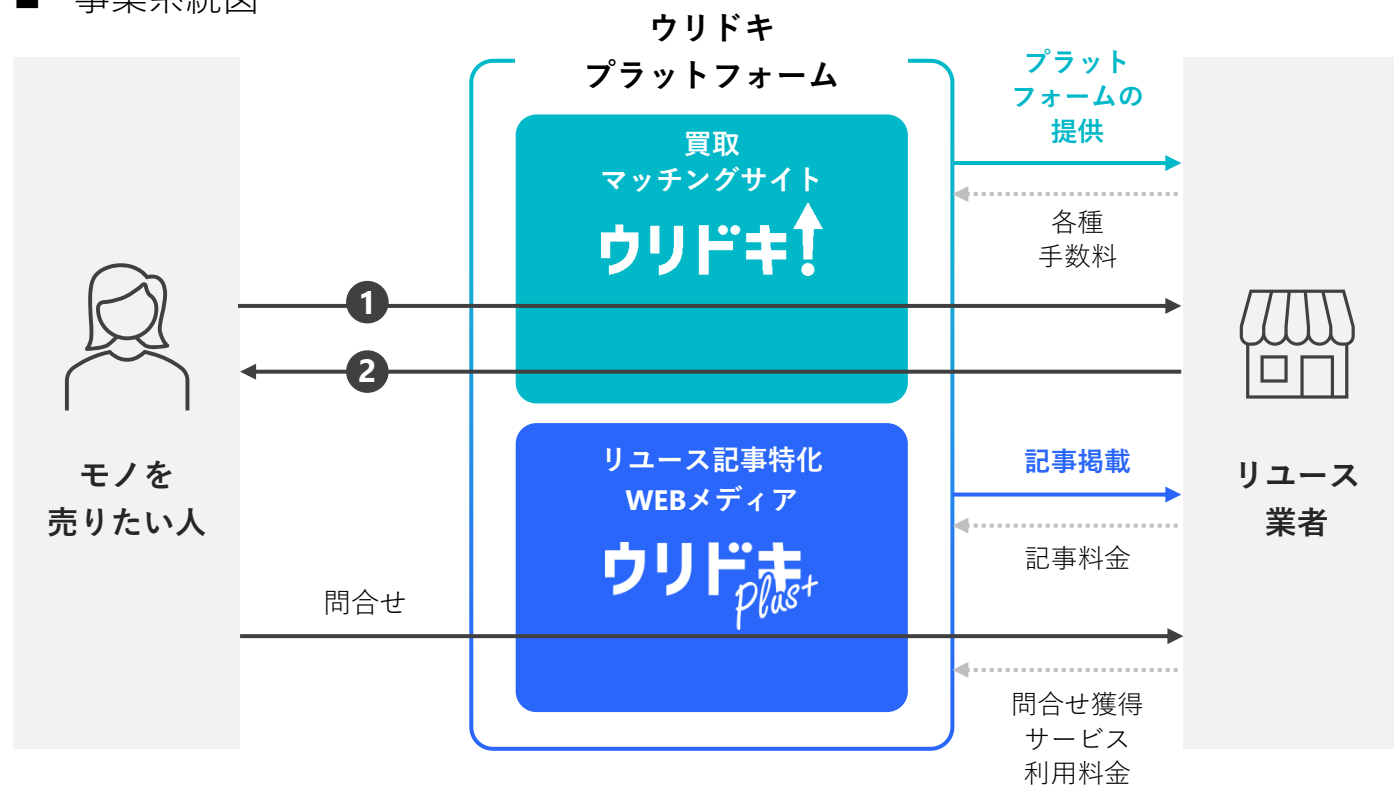 ■ 事業系統図
ウリドキ
プラットフォーム
買取
マッチングサイト
ウリドキ!
プラット
フォームの
提供
各種
手数料
1
2
モノを
売りたい人
リユース
業者
リユース記事特化
WEBメディア
ウリドキ
Plus+
記事掲載
記事料金
問合せ
問合せ獲得
サービス
利用料金